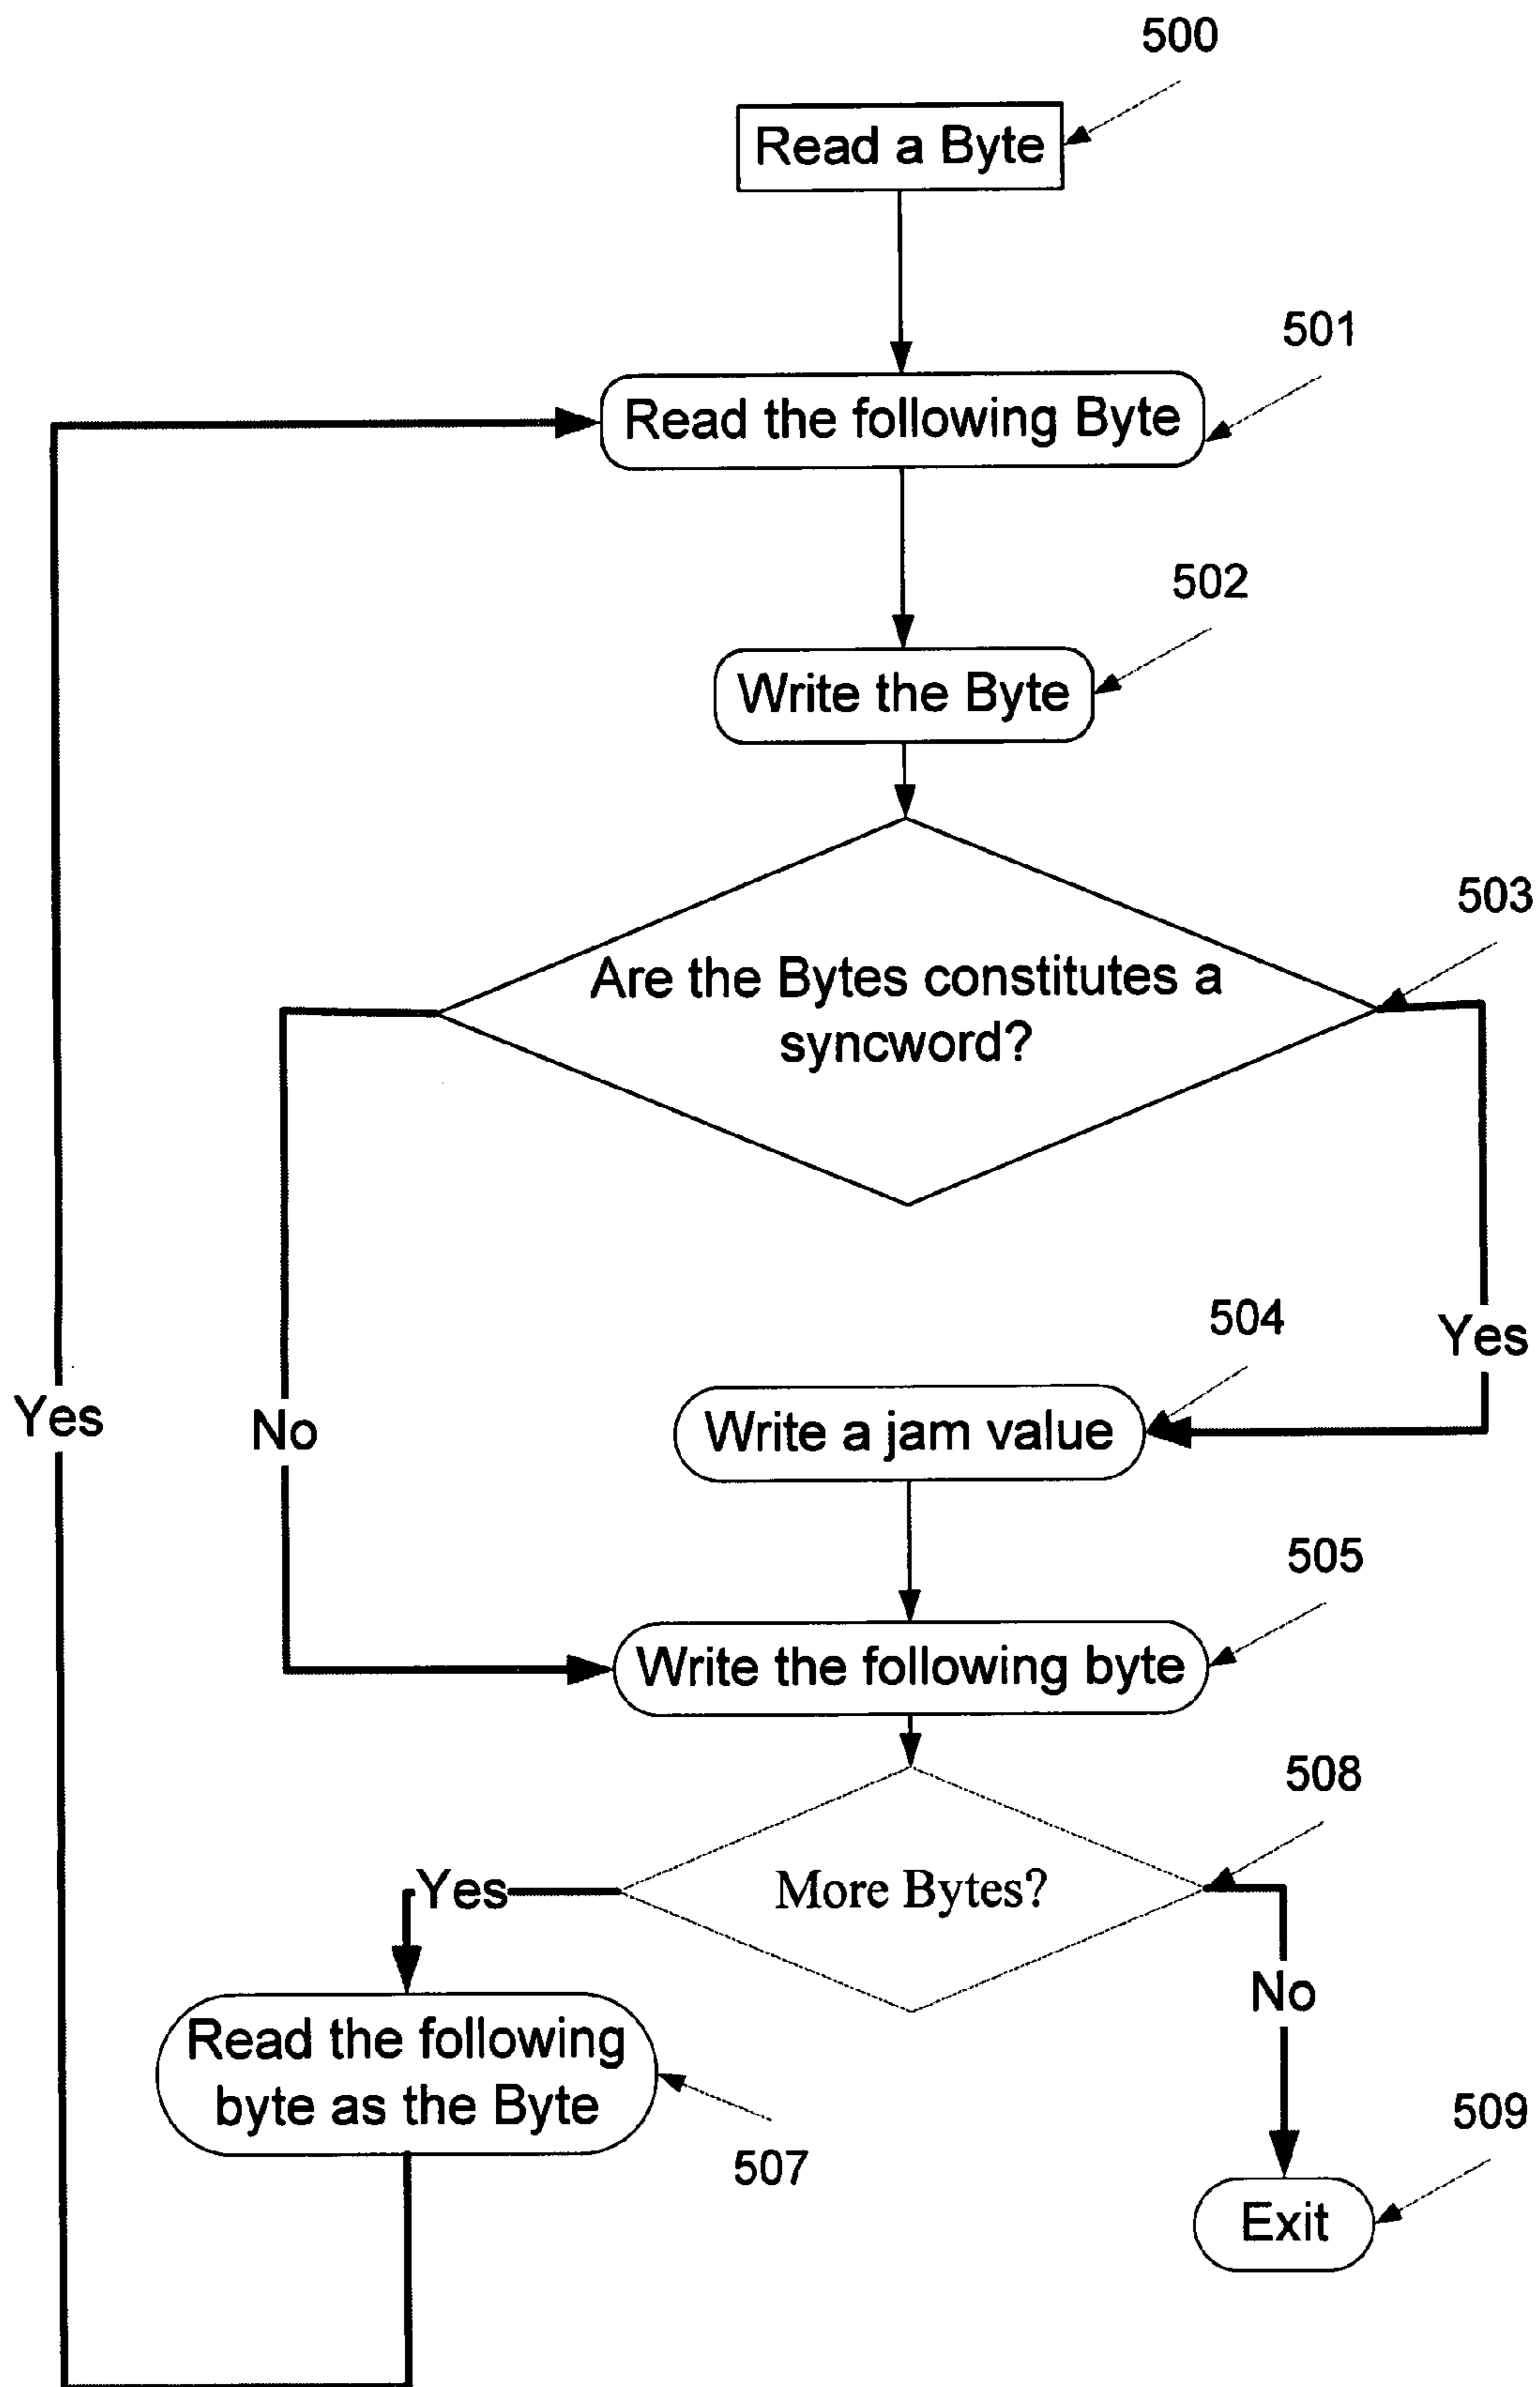 500
Read a Byte
501
Read the following Byte
502
Write the Byte
503
Are the Bytes constitutes a
syncword?
504
Yes
Write a jam value
Yes
No
505
Write the following byte
508
More Bytes?
Yes
No
Read the following
byte as the Byte
507
509
Exit